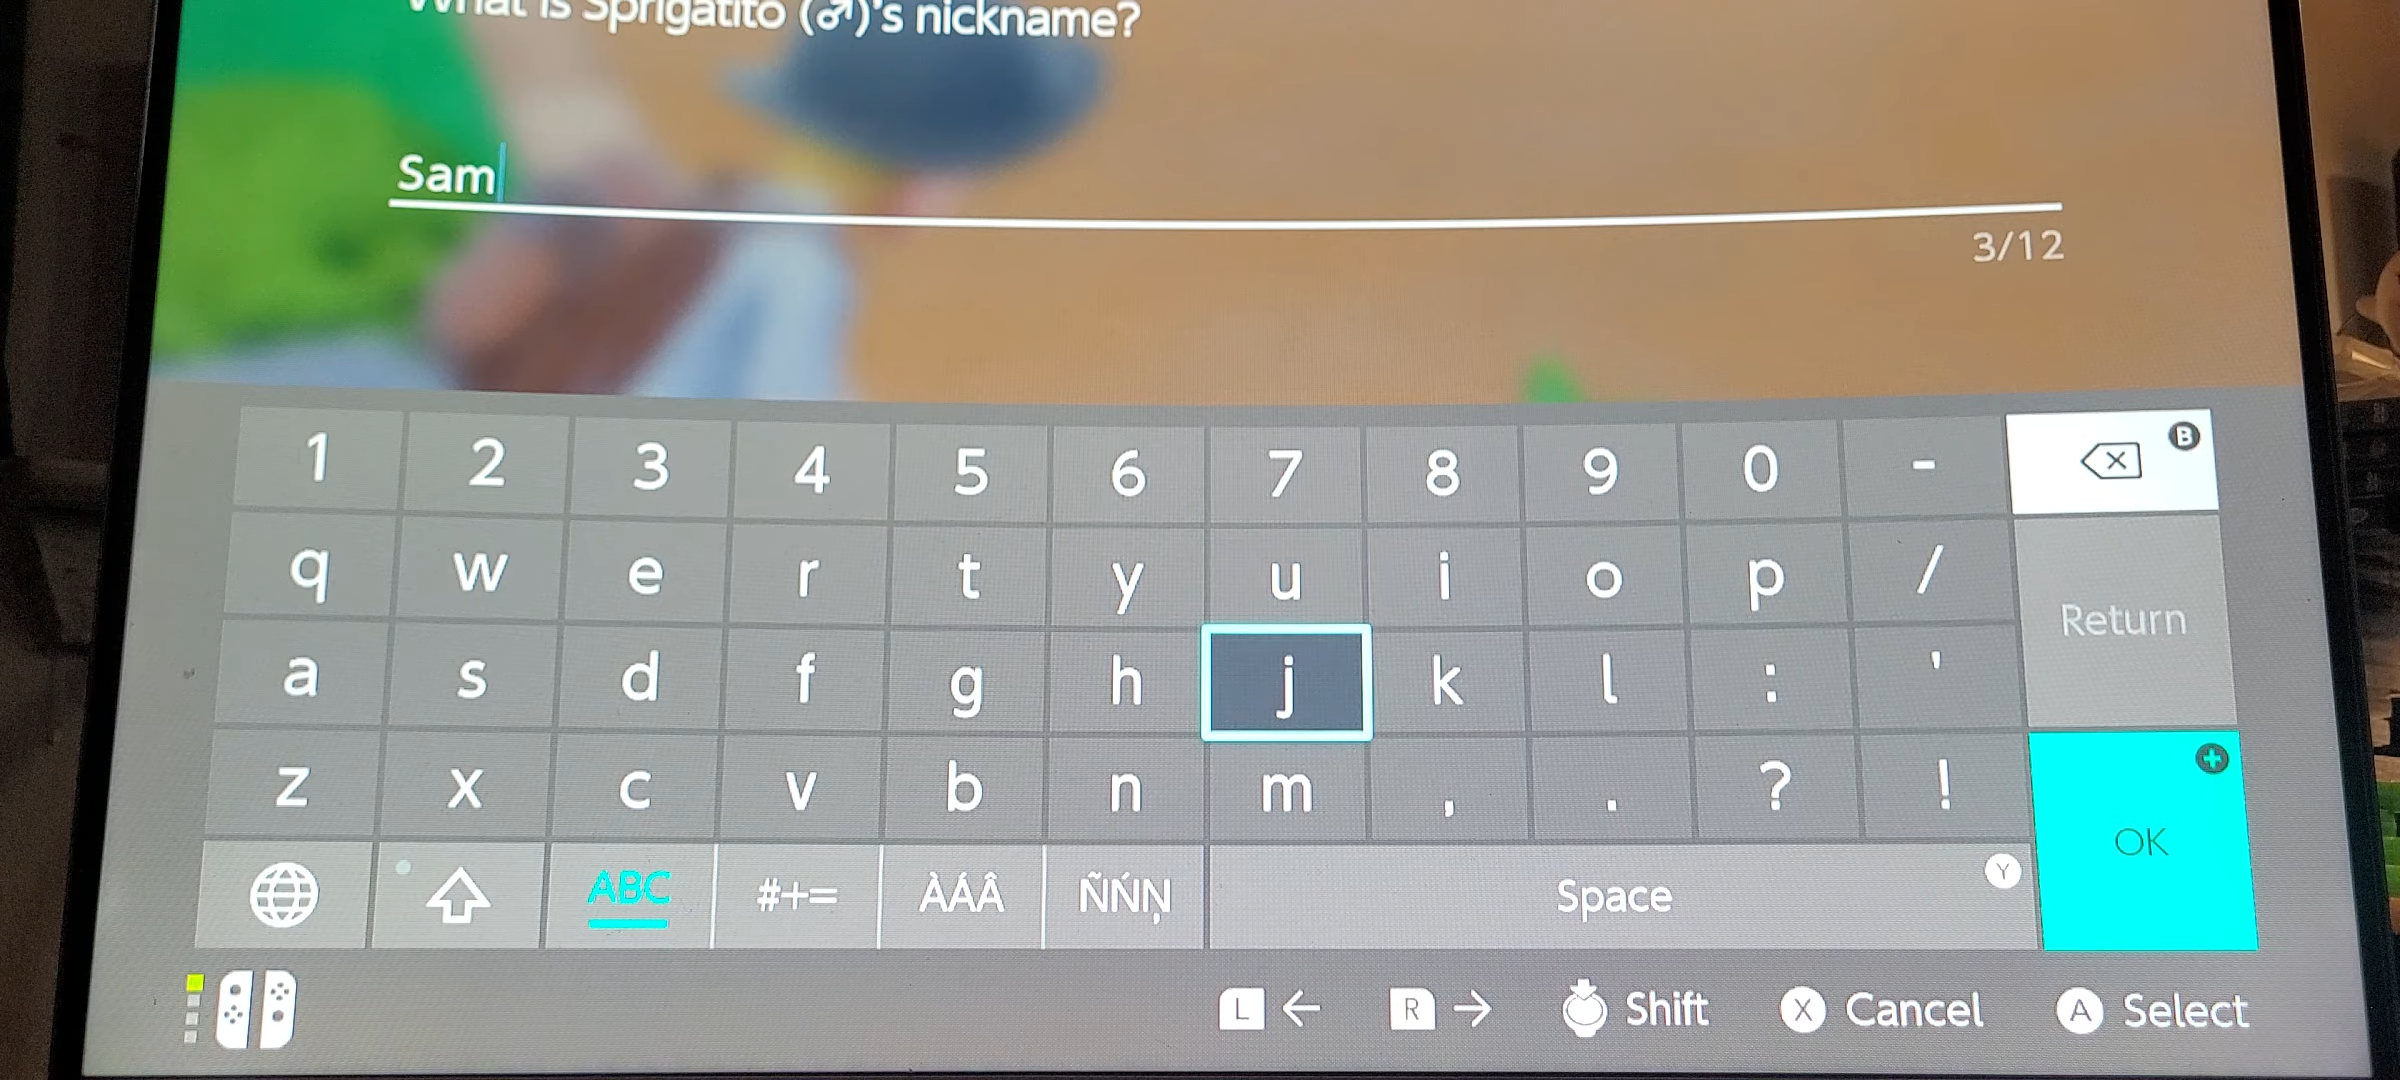 What is Sprigatito (♂)'s nickname?
Sam
3/12
1 2 3 4 5 6 7 8 9 0 - B
q w e r t y u i o p /
Return
a s d f g h j k l : '
z x c v b n m , . ? ! +
OK
ABC #+= ÀÁÂ ÑŃŅ Space Y
L ← R → Shift X Cancel A Select